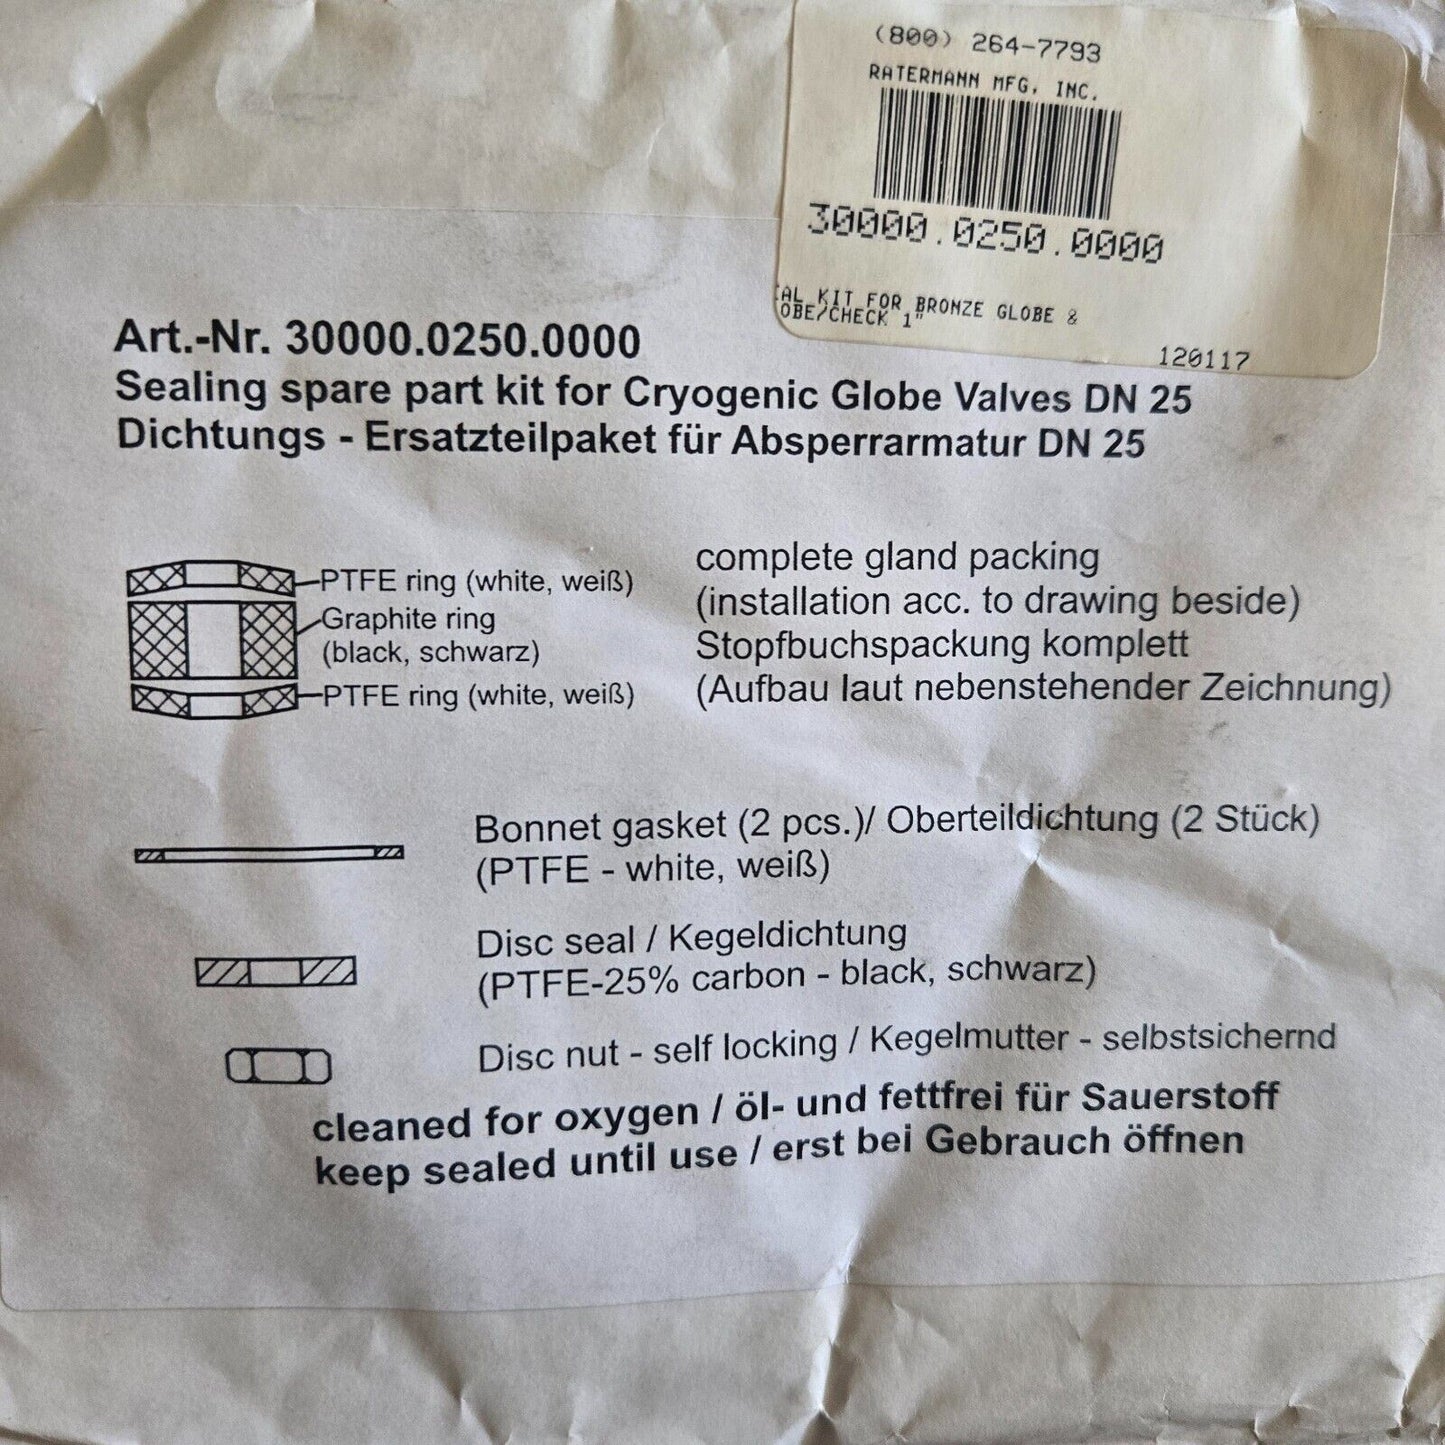 (800) 264-7793
RATERMANN MFG, INC.
30000.0250.0000
KIT FOR BRONZE GLOBE &
OBE/CHECK 1"
120117
Art.-Nr. 30000.0250.0000
Sealing spare part kit for Cryogenic Globe Valves DN 25
Dichtungs - Ersatzteilpaket für Absperrarmatur DN 25
PTFE ring (white, weiß)
Graphite ring
(black, schwarz)
PTFE ring (white, weiß)
complete gland packing
(installation acc. to drawing beside)
Stopfbuchspackung komplett
(Aufbau laut nebenstehender Zeichnung)
Bonnet gasket (2 pcs.)/ Oberteildichtung (2 Stück)
(PTFE - white, weiß)
Disc seal / Kegeldichtung
(PTFE-25% carbon - black, schwarz)
Disc nut - self locking / Kegelmutter - selbstsichernd
cleaned for oxygen / öl- und fettfrei für Sauerstoff
keep sealed until use / erst bei Gebrauch öffnen